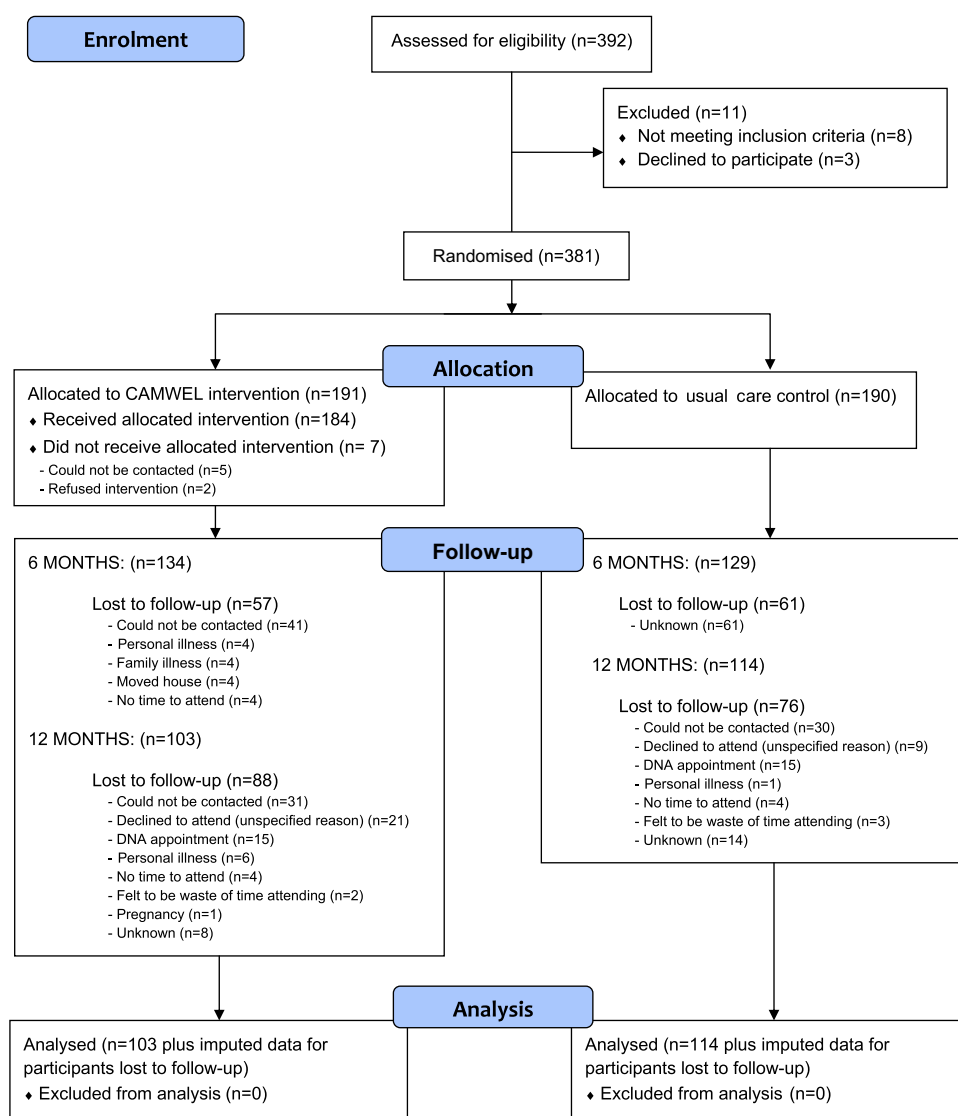 Enrolment
Assessed for eligibility (n=392)
Excluded (n=11)
♦ Not meeting inclusion criteria (n=8)
♦ Declined to participate (n=3)
Randomised (n=381)
Allocation
Allocated to CAMWEL intervention (n=191)
♦ Received allocated intervention (n=184)
♦ Did not receive allocated intervention (n= 7)
- Could not be contacted (n=5)
- Refused intervention (n=2)
Allocated to usual care control (n=190)
Follow-up
6 MONTHS: (n=134)
Lost to follow-up (n=57)
- Could not be contacted (n=41)
- Personal illness (n=4)
- Family illness (n=4)
- Moved house (n=4)
- No time to attend (n=4)
12 MONTHS: (n=103)
Lost to follow-up (n=88)
- Could not be contacted (n=31)
- Declined to attend (unspecified reason) (n=21)
- DNA appointment (n=15)
- Personal illness (n=6)
- No time to attend (n=4)
- Felt to be waste of time attending (n=2)
- Pregnancy (n=1)
- Unknown (n=8)
6 MONTHS: (n=129)
Lost to follow-up (n=61)
- Unknown (n=61)
12 MONTHS: (n=114)
Lost to follow-up (n=76)
- Could not be contacted (n=30)
- Declined to attend (unspecified reason) (n=9)
- DNA appointment (n=15)
- Personal illness (n=1)
- No time to attend (n=4)
- Felt to be waste of time attending (n=3)
- Unknown (n=14)
Analysis
Analysed (n=103 plus imputed data for
participants lost to follow-up)
♦ Excluded from analysis (n=0)
Analysed (n=114 plus imputed data for
participants lost to follow-up)
♦ Excluded from analysis (n=0)